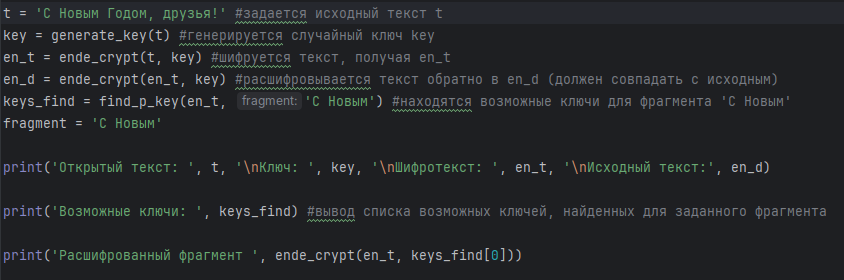 t = 'С Новым Годом, друзья!' #задается исходный текст t
key = generate_key(t) #генерируется случайный ключ key
en_t = ende_crypt(t, key) #шифруется текст, получая en_t
en_d = ende_crypt(en_t, key) #расшифровывается текст обратно в en_d (должен совпадать с исходным)
keys_find = find_p_key(en_t, fragment: 'С Новым') #находятся возможные ключи для фрагмента 'С Новым'
fragment = 'С Новым'
print('Открытый текст: ', t, '\nКлюч: ', key, '\nШифротекст: ', en_t, '\nИсходный текст:', en_d)
print('Возможные ключи: ', keys_find) #вывод списка возможных ключей, найденных для заданного фрагмента
print('Расшифрованный фрагмент ', ende_crypt(en_t, keys_find[0]))